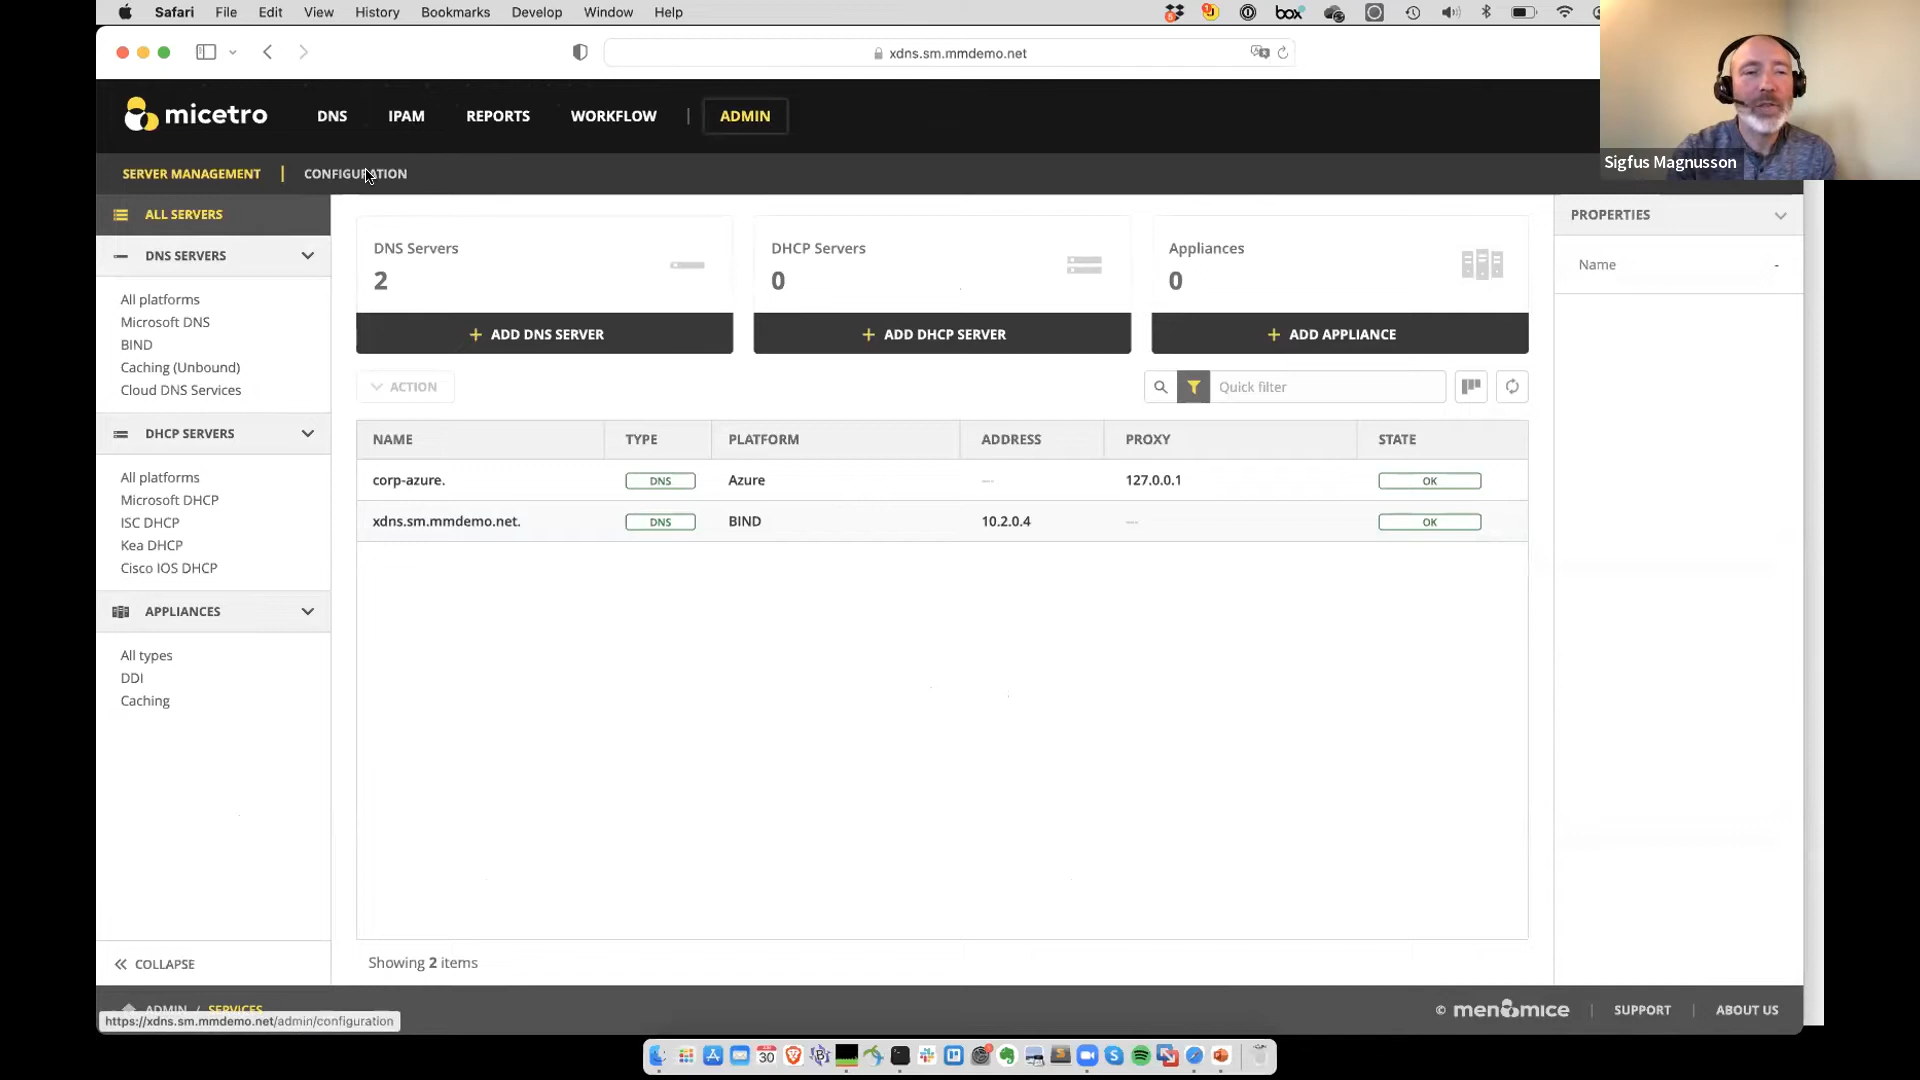 Safari File Edit View History Bookmarks Develop Window Help
box
xdns.sm.mmdemo.net
micetro DNS IPAM REPORTS WORKFLOW | ADMIN
Sigfus Magnusson
SERVER MANAGEMENT | CONFIGURATION
ALL SERVERS
DNS SERVERS
All platforms
Microsoft DNS
BIND
Caching (Unbound)
Cloud DNS Services
DHCP SERVERS
All platforms
Microsoft DHCP
ISC DHCP
Kea DHCP
Cisco IOS DHCP
APPLIANCES
All types
DDI
Caching
COLLAPSE
DNS Servers
2
+ ADD DNS SERVER
DHCP Servers
0
+ ADD DHCP SERVER
Appliances
0
+ ADD APPLIANCE
ACTION
Quick filter
NAME TYPE PLATFORM ADDRESS PROXY STATE
corp-azure. DNS Azure — 127.0.0.1 OK
xdns.sm.mmdemo.net. DNS BIND 10.2.0.4 — OK
Showing 2 items
PROPERTIES
Name -
ADMIN / SERVICES
https://xdns.sm.mmdemo.net/admin/configuration
© men&mice | SUPPORT | ABOUT US
30